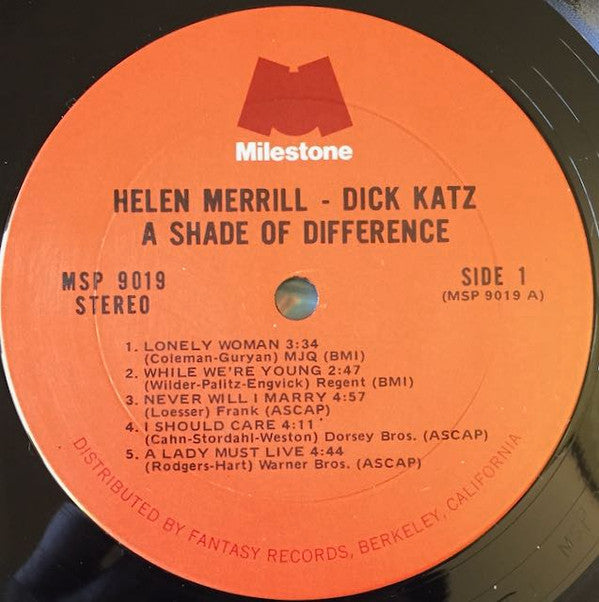 Milestone
HELEN MERRILL - DICK KATZ
A SHADE OF DIFFERENCE
MSP 9019
STEREO
SIDE 1
(MSP 9019 A)
1. LONELY WOMAN 3:34
(Coleman-Guryan) MJQ (BMI)
2. WHILE WE'RE YOUNG 2:47
(Wilder-Palitz-Engvick) Regent (BMI)
3. NEVER WILL I MARRY 4:57
(Loesser) Frank (ASCAP)
4. I SHOULD CARE 4:11
(Cahn-Stordahl-Weston) Dorsey Bros. (ASCAP)
5. A LADY MUST LIVE 4:44
(Rodgers-Hart) Warner Bros. (ASCAP)
DISTRIBUTED BY FANTASY RECORDS, BERKELEY, CALIFORNIA
MSP